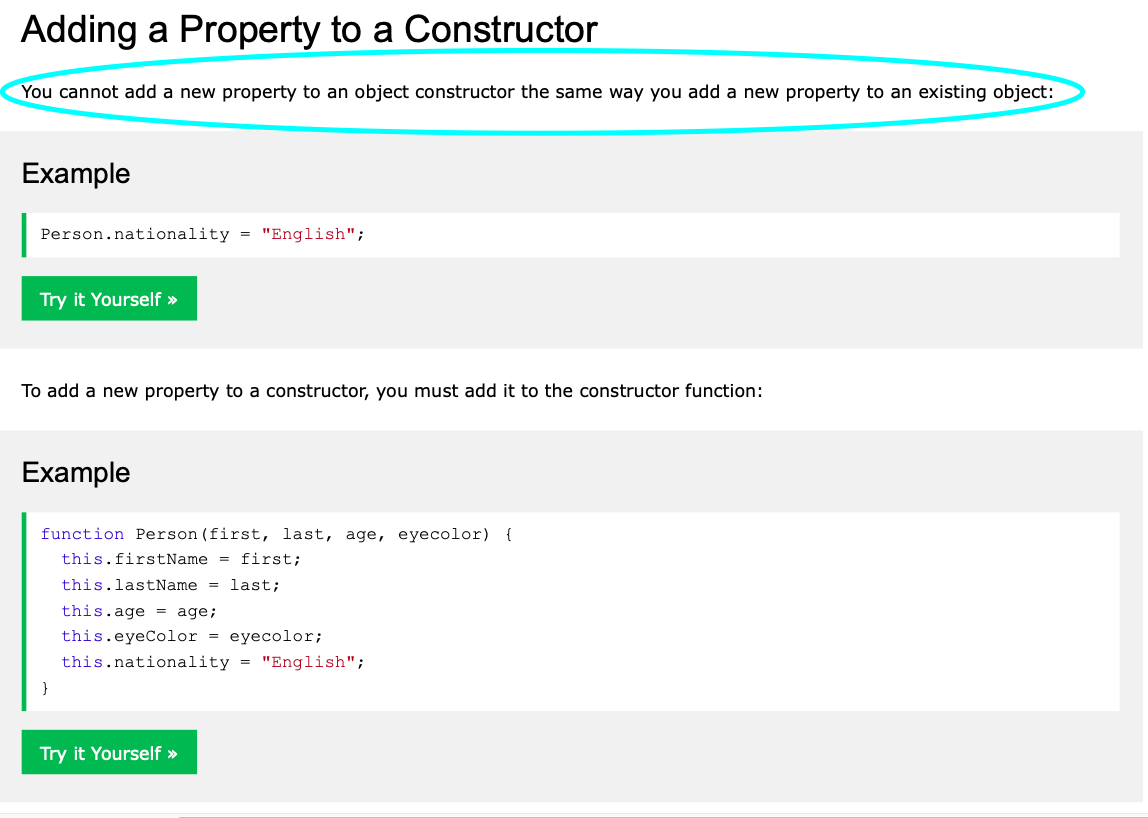 Adding a Property to a Constructor
You cannot add a new property to an object constructor the same way you add a new property to an existing object:
Example
Person.nationality = "English";
Try it Yourself »
To add a new property to a constructor, you must add it to the constructor function:
Example
function Person(first, last, age, eyecolor) {
  this.firstName = first;
  this.lastName = last;
  this.age = age;
  this.eyeColor = eyecolor;
  this.nationality = "English";
}
Try it Yourself »